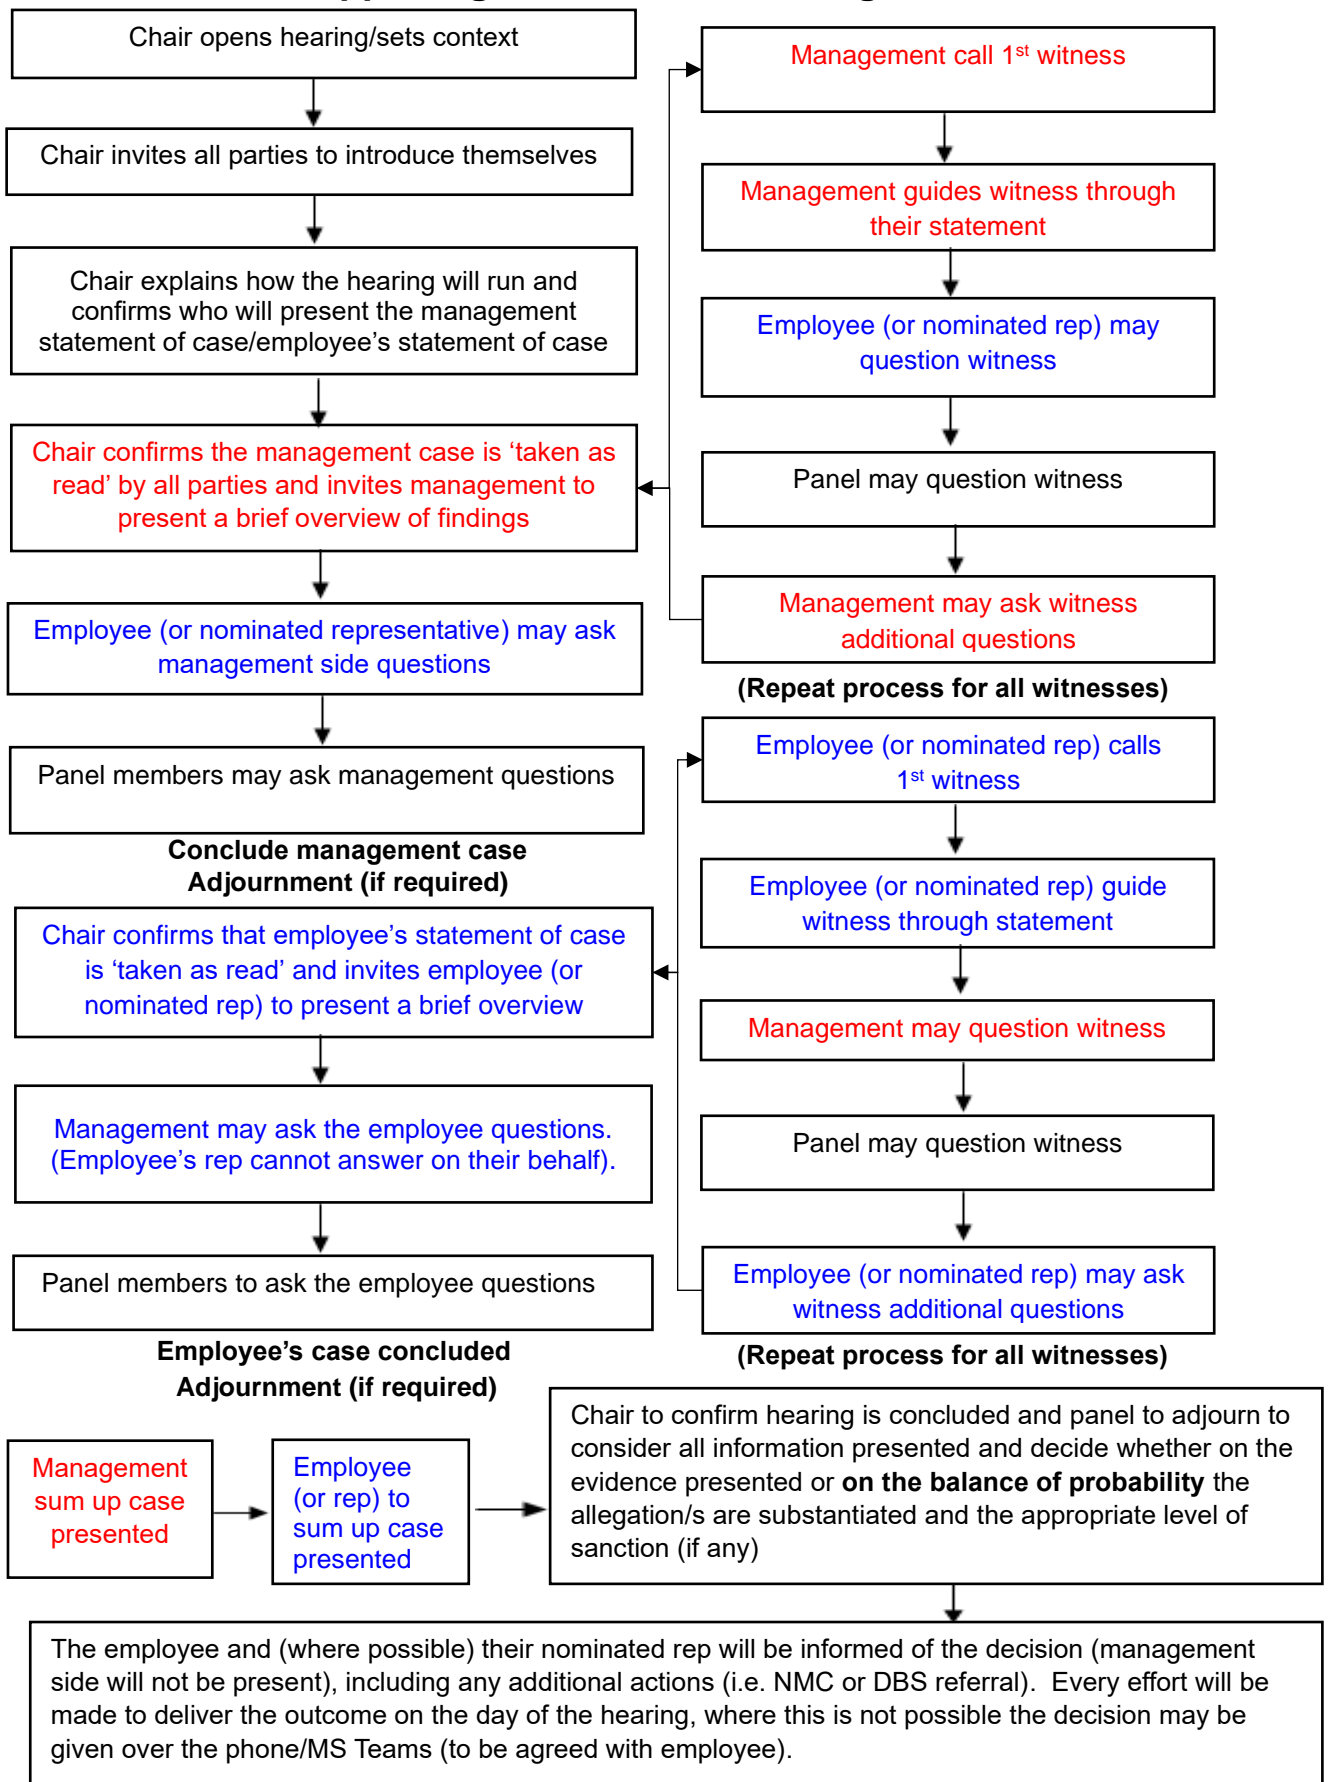 Chair opens hearing/sets context
Chair invites all parties to introduce themselves
Chair explains how the hearing will run and
confirms who will present the management
statement of case/employee’s statement of case
Chair confirms the management case is ‘taken as
read’ by all parties and invites management to
present a brief overview of findings
Employee (or nominated representative) may ask
management side questions
Panel members may ask management questions
Conclude management case
Adjournment (if required)
Management call 1st witness
Management guides witness through
their statement
Employee (or nominated rep) may
question witness
Panel may question witness
Management may ask witness
additional questions
(Repeat process for all witnesses)
Chair confirms that employee’s statement of case
is ‘taken as read’ and invites employee (or
nominated rep) to present a brief overview
Management may ask the employee questions.
(Employee’s rep cannot answer on their behalf).
Panel members to ask the employee questions
Employee’s case concluded
Adjournment (if required)
Employee (or nominated rep) calls
1st witness
Employee (or nominated rep) guide
witness through statement
Management may question witness
Panel may question witness
Employee (or nominated rep) may ask
witness additional questions
(Repeat process for all witnesses)
Management
sum up case
presented
Employee
(or rep) to
sum up case
presented
Chair to confirm hearing is concluded and panel to adjourn to
consider all information presented and decide whether on the
evidence presented or on the balance of probability the
allegation/s are substantiated and the appropriate level of
sanction (if any)
The employee and (where possible) their nominated rep will be informed of the decision (management
side will not be present), including any additional actions (i.e. NMC or DBS referral).  Every effort will be
made to deliver the outcome on the day of the hearing, where this is not possible the decision may be
given over the phone/MS Teams (to be agreed with employee).